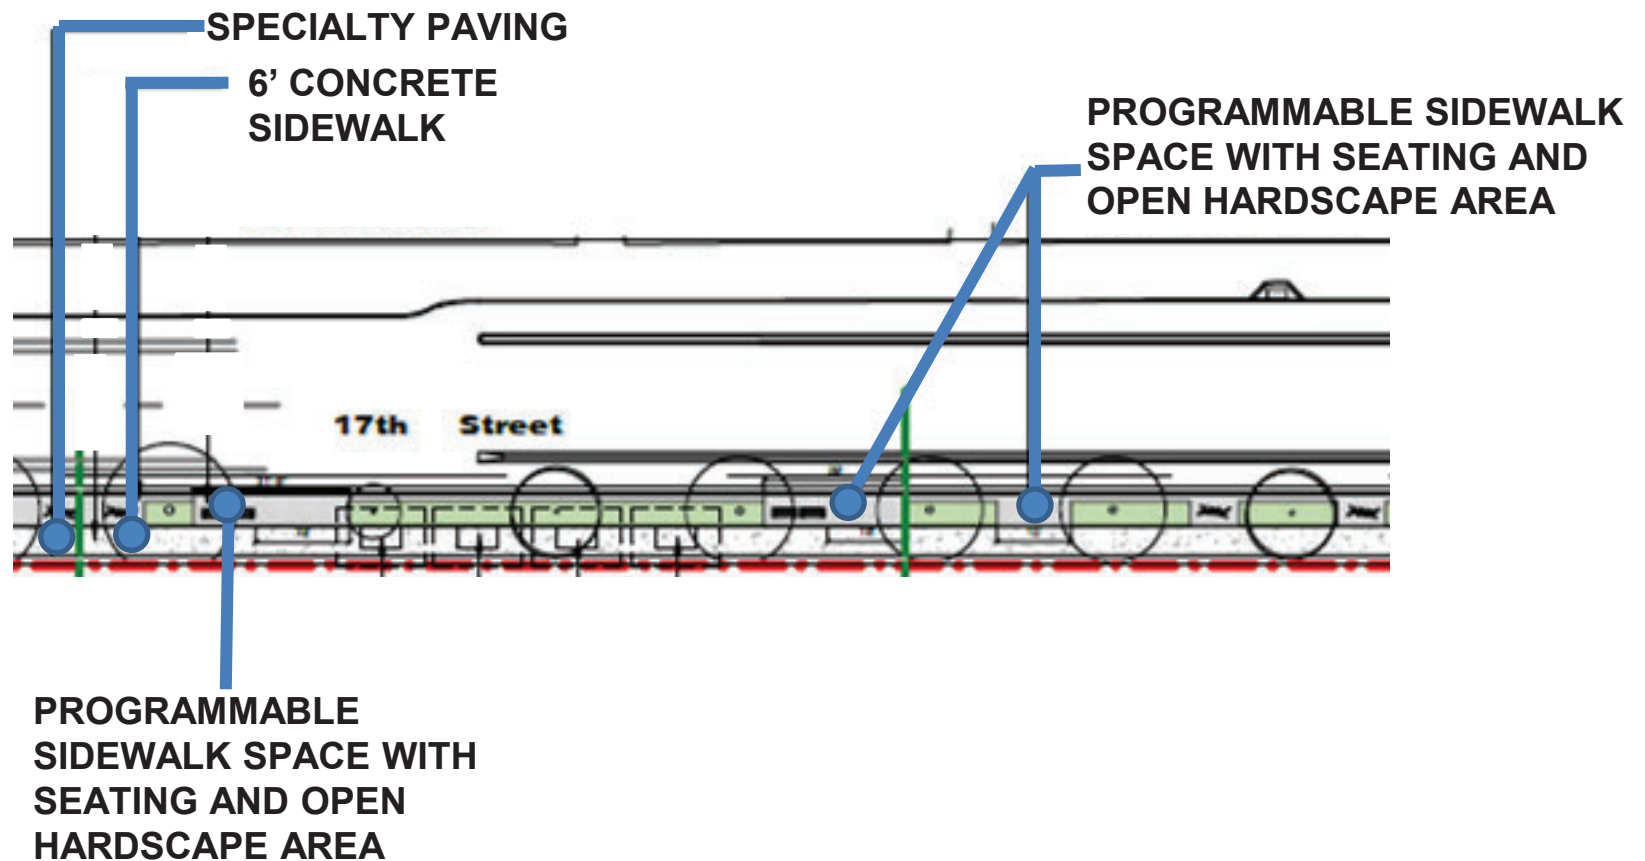 SPECIALTY PAVING
6’ CONCRETE
SIDEWALK
PROGRAMMABLE SIDEWALK
SPACE WITH SEATING AND
OPEN HARDSCAPE AREA
17th Street
PROGRAMMABLE
SIDEWALK SPACE WITH
SEATING AND OPEN
HARDSCAPE AREA